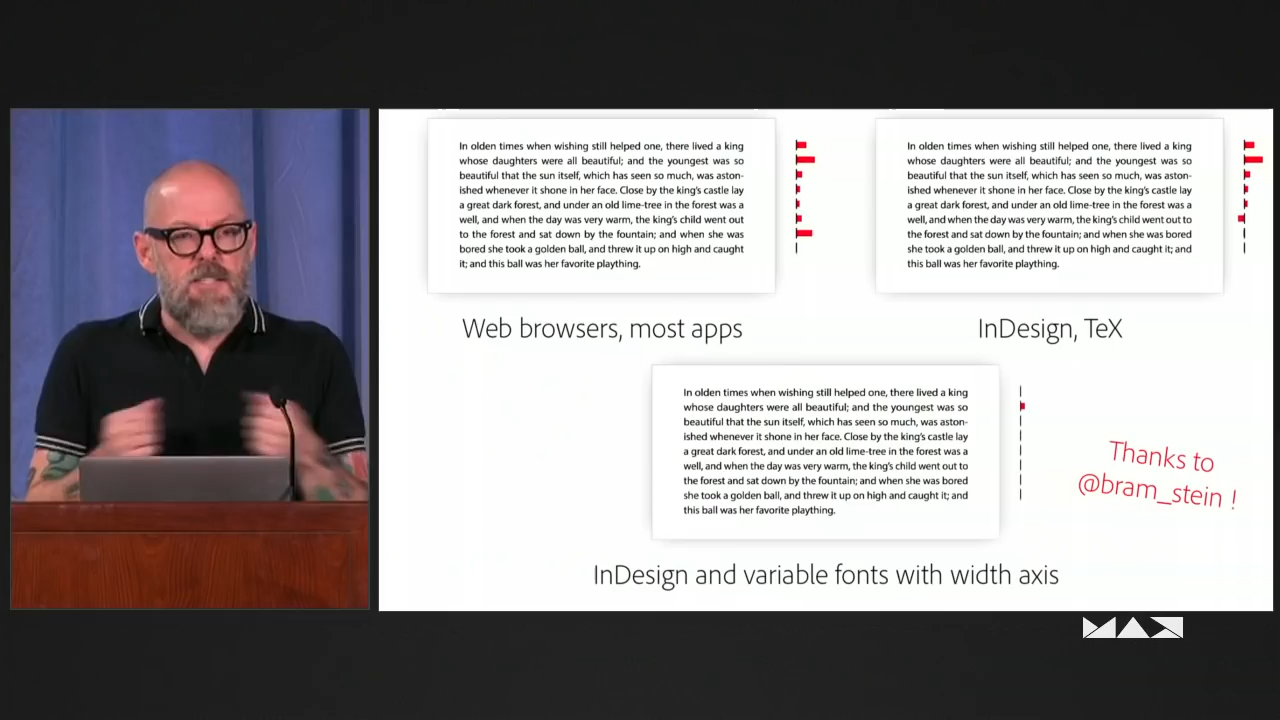 In olden times when wishing still helped one, there lived a king
whose daughters were all beautiful; and the youngest was so
beautiful that the sun itself, which has seen so much, was aston-
ished whenever it shone in her face. Close by the king's castle lay
a great dark forest, and under an old lime-tree in the forest was a
well, and when the day was very warm, the king's child went out
to the forest and sat down by the fountain; and when she was
bored she took a golden ball, and threw it up on high and caught
it; and this ball was her favorite plaything.
Web browsers, most apps
In olden times when wishing still helped one, there lived a king
whose daughters were all beautiful; and the youngest was so
beautiful that the sun itself, which has seen so much, was aston-
ished whenever it shone in her face. Close by the king's castle lay
a great dark forest, and under an old lime-tree in the forest was a
well, and when the day was very warm, the king's child went out to
the forest and sat down by the fountain; and when she was bored
she took a golden ball, and threw it up on high and caught it; and
this ball was her favorite plaything.
InDesign, TeX
In olden times when wishing still helped one, there lived a king
whose daughters were all beautiful; and the youngest was so
beautiful that the sun itself, which has seen so much, was aston-
ished whenever it shone in her face. Close by the king's castle lay
a great dark forest, and under an old lime-tree in the forest was a
well, and when the day was very warm, the king's child went out to
the forest and sat down by the fountain; and when she was bored
she took a golden ball, and threw it up on high and caught it; and
this ball was her favorite plaything.
Thanks to
@bram_stein !
InDesign and variable fonts with width axis
MAX